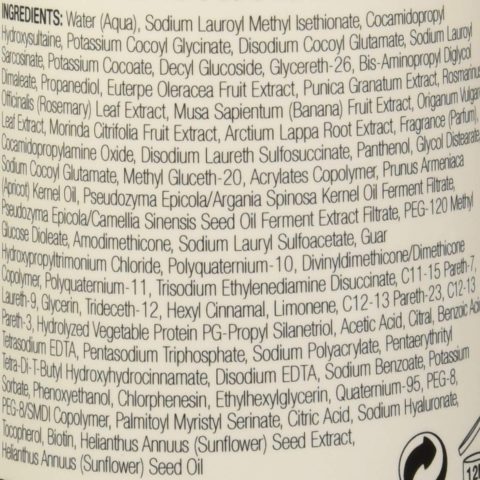 INGREDIENTS: Water (Aqua), Sodium Lauroyl Methyl Isethionate, Cocamidopropyl
Hydroxysultaine, Potassium Cocoyl Glycinate, Disodium Cocoyl Glutamate, Sodium Lauroyl
Sarcosinate, Potassium Cocoate, Decyl Glucoside, Glycereth-26, Bis-Aminopropyl Diglycol
Dimaleate, Propanediol, Euterpe Oleracea Fruit Extract, Punica Granatum Extract, Rosmarinus
Officinalis (Rosemary) Leaf Extract, Musa Sapientum (Banana) Fruit Extract, Origanum Vulgare
Leaf Extract, Morinda Citrifolia Fruit Extract, Arctium Lappa Root Extract, Fragrance (Parfum),
Cocamidopropylamine Oxide, Disodium Laureth Sulfosuccinate, Panthenol, Glycol Distearate,
Sodium Cocoyl Glutamate, Methyl Gluceth-20, Acrylates Copolymer, Prunus Armeniaca
(Apricot) Kernel Oil, Pseudozyma Epicola/Argania Spinosa Kernel Oil Ferment Filtrate,
Pseudozyma Epicola/Camellia Sinensis Seed Oil Ferment Extract Filtrate, PEG-120 Methyl
Glucose Dioleate, Amodimethicone, Sodium Lauryl Sulfoacetate, Guar
Hydroxypropyltrimonium Chloride, Polyquaternium-10, Divinyldimethicone/Dimethicone
Copolymer, Polyquaternium-11, Trisodium Ethylenediamine Disuccinate, C11-15 Pareth-7,
Laureth-9, Glycerin, Trideceth-12, Hexyl Cinnamal, Limonene, C12-13 Pareth-23, C12-13
Pareth-3, Hydrolyzed Vegetable Protein PG-Propyl Silanetriol, Acetic Acid, Citral, Benzoic Acid
Tetrasodium EDTA, Pentasodium Triphosphate, Sodium Polyacrylate, Pentaerythrityl
Tetra-Di-T-Butyl Hydroxyhydrocinnamate, Disodium EDTA, Sodium Benzoate, Potassium
Sorbate, Phenoxyethanol, Chlorphenesin, Ethylhexylglycerin, Quaternium-95, PEG-8,
PEG-8/SMDI Copolymer, Palmitoyl Myristyl Serinate, Citric Acid, Sodium Hyaluronate,
Tocopherol, Biotin, Helianthus Annuus (Sunflower) Seed Extract,
Helianthus Annuus (Sunflower) Seed Oil